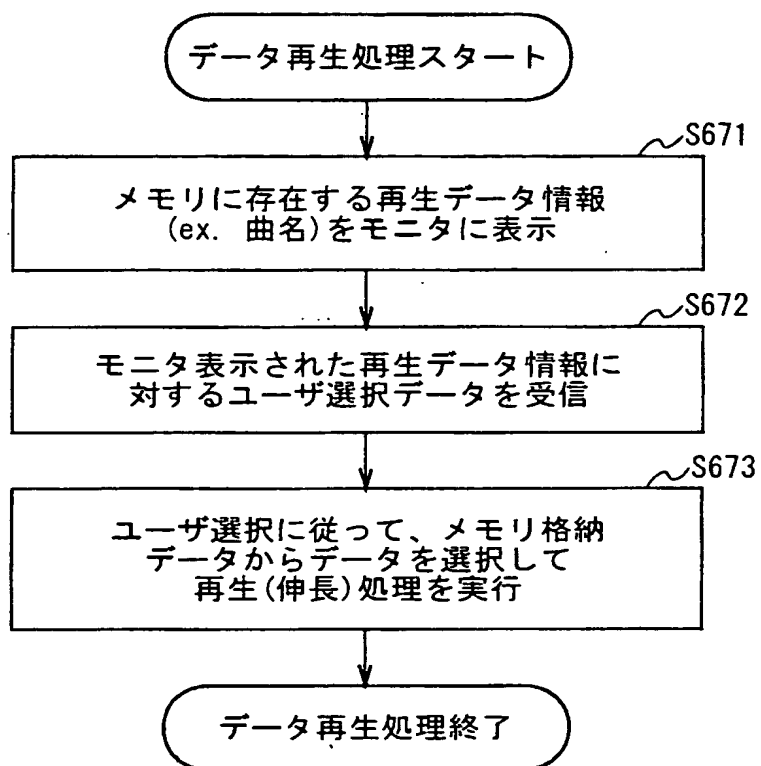 データ再生処理スタート
S671
メモリに存在する再生データ情報
(ex. 曲名)をモニタに表示
S672
モニタ表示された再生データ情報に
対するユーザ選択データを受信
S673
ユーザ選択に従って、メモリ格納
データからデータを選択して
再生(伸長)処理を実行
データ再生処理終了